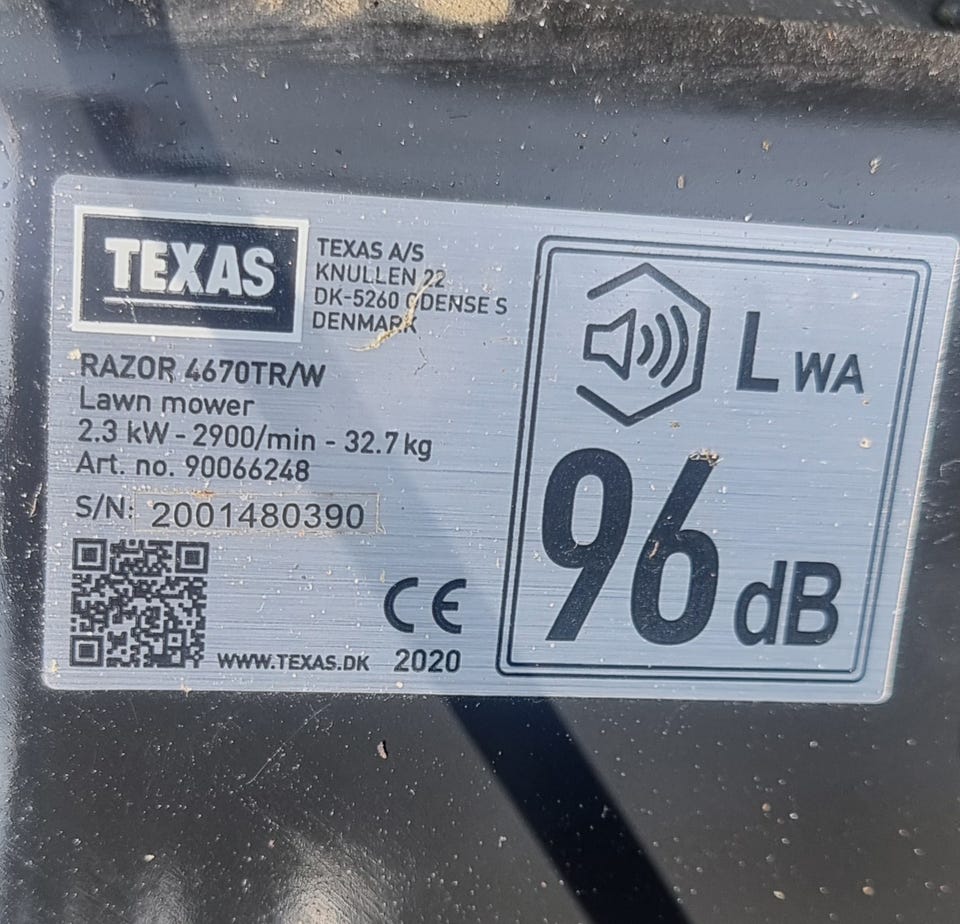 TEXAS
TEXAS A/S
KNULLEN 22
DK-5260 ODENSE S
DENMARK
RAZOR 4670TR/W
Lawn mower
2.3 kW - 2900/min - 32.7 kg
Art. no. 90066248
S/N: 2001480390
CE
WWW.TEXAS.DK 2020
LWA
96 dB